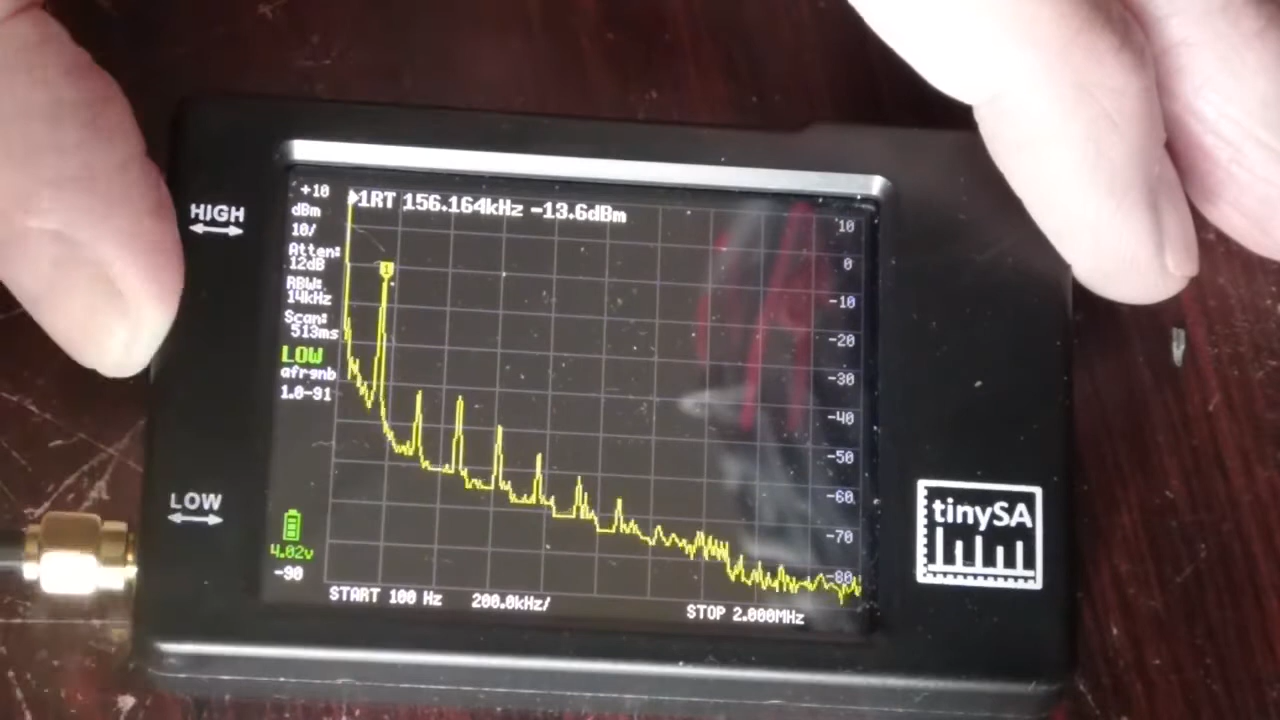 +10
dBm
10/
Atten:
12dB
RBW:
14kHz
Scan:
513ms
LOW
afrgnb
1.0-91
4.02v
-90
1RT 156.164kHz -13.6dBm
1
10
0
-10
-20
-30
-40
-50
-60
-70
-80
START 100 Hz 200.0kHz/ STOP 2.000MHz
HIGH
LOW
tinySA